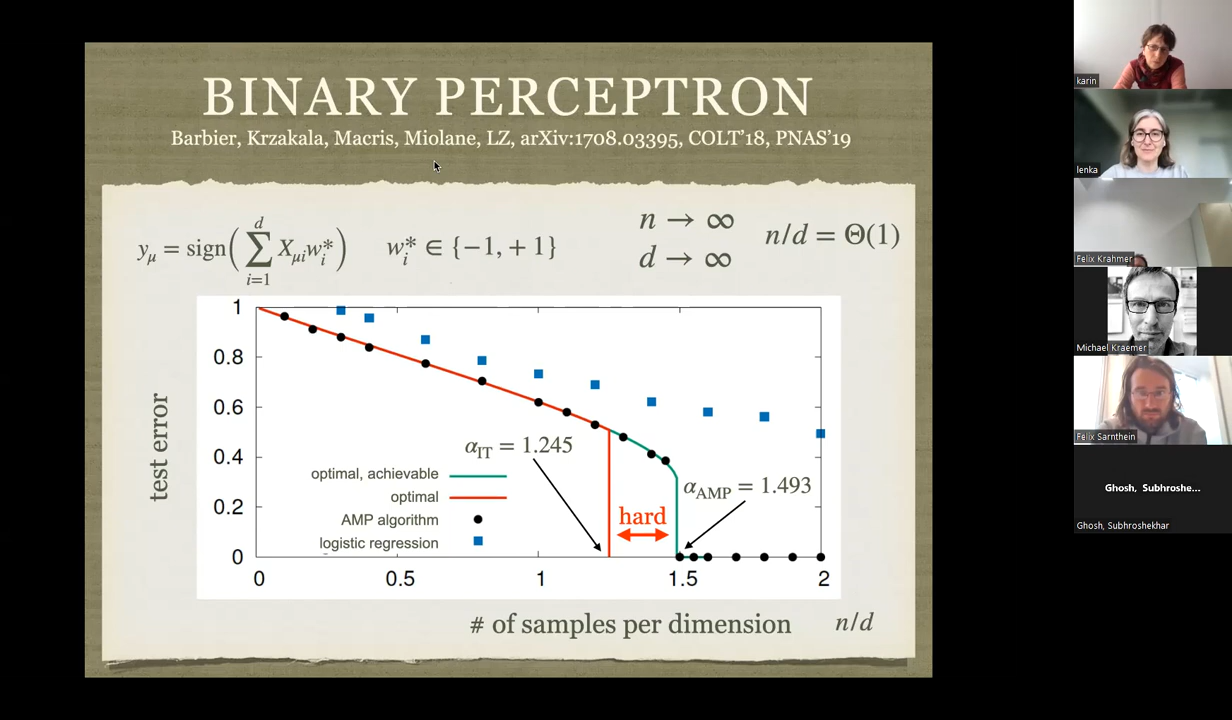 BINARY PERCEPTRON
Barbier, Krzakala, Macris, Miolane, LZ, arXiv:1708.03395, COLT'18, PNAS'19
y_μ = sign(∑_{i=1}^{d} X_{μi} w_i^*)
w_i^* ∈ {−1, +1}
n → ∞
d → ∞
n/d = Θ(1)
1
0.8
0.6
0.4
0.2
0
test error
α_IT = 1.245
α_AMP = 1.493
optimal, achievable
optimal
AMP algorithm
logistic regression
hard
0 0.5 1 1.5 2
# of samples per dimension n/d
karin
lenka
Felix Krahmer
Michael Kraemer
Felix Sarnthein
Ghosh, Subhroshe...
Ghosh, Subhroshekhar